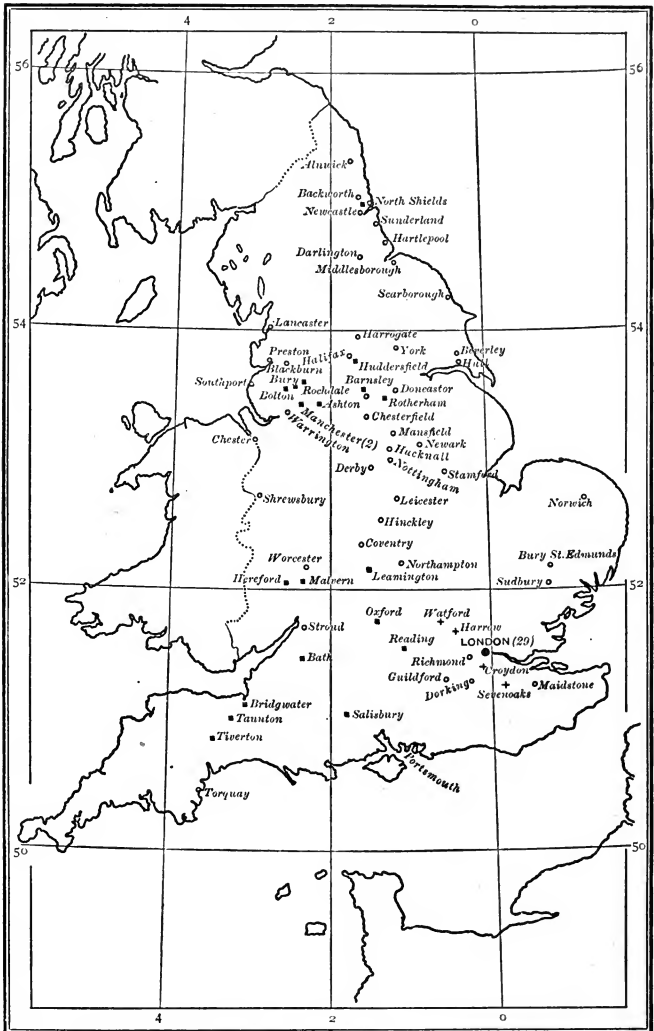 4 2 0
56 56
Alnwick
Backworth
North Shields
Newcastle
Sunderland
Hartlepool
Darlington
Middlesborough
Scarborough
54 54
Lancaster
Harrogate
York
Beverley
Hull
Preston
Halifax
Huddersfield
Blackburn
Southport
Bury
Rochdale
Barnsley
Doncaster
Bolton
Ashton
Rotherham
Manchester (2)
Warrington
Chesterfield
Chester
Mansfield
Newark
Hucknall
Nottingham
Derby
Stamford
Shrewsbury
Leicester
Norwich
Hinckley
Coventry
Worcester
Northampton
Bury St. Edmunds
Hereford
Malvern
Leamington
Sudbury
52 52
Oxford
Watford
Harrow
Stroud
LONDON (29)
Reading
Bath
Richmond
Croydon
Guildford
Dorking
Sevenoaks
Maidstone
Bridgwater
Taunton
Salisbury
Tiverton
Portsmouth
Torquay
50 50
4 2 0